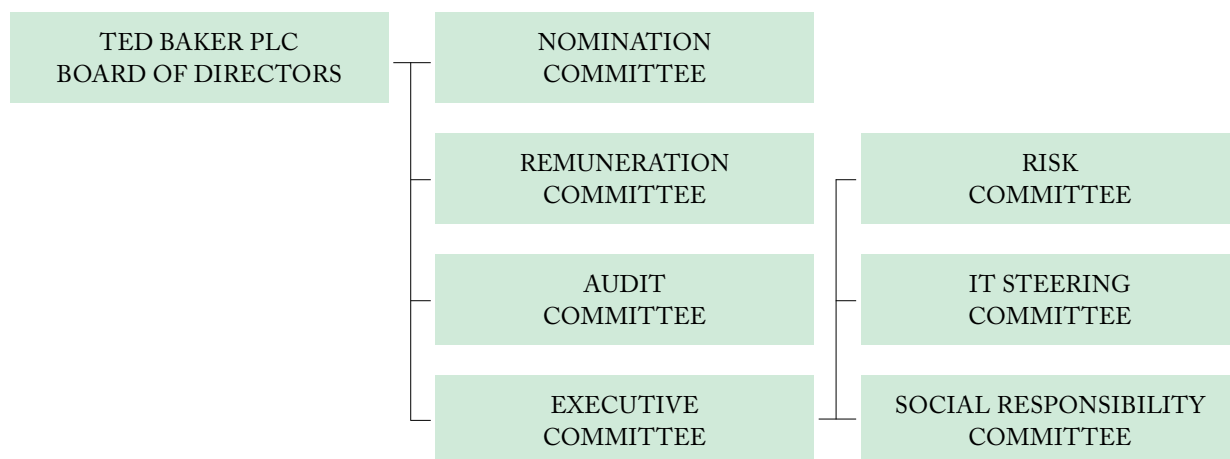 TED BAKER PLC
BOARD OF DIRECTORS
NOMINATION
COMMITTEE
REMUNERATION
COMMITTEE
RISK
COMMITTEE
AUDIT
COMMITTEE
IT STEERING
COMMITTEE
EXECUTIVE
COMMITTEE
SOCIAL RESPONSIBILITY
COMMITTEE